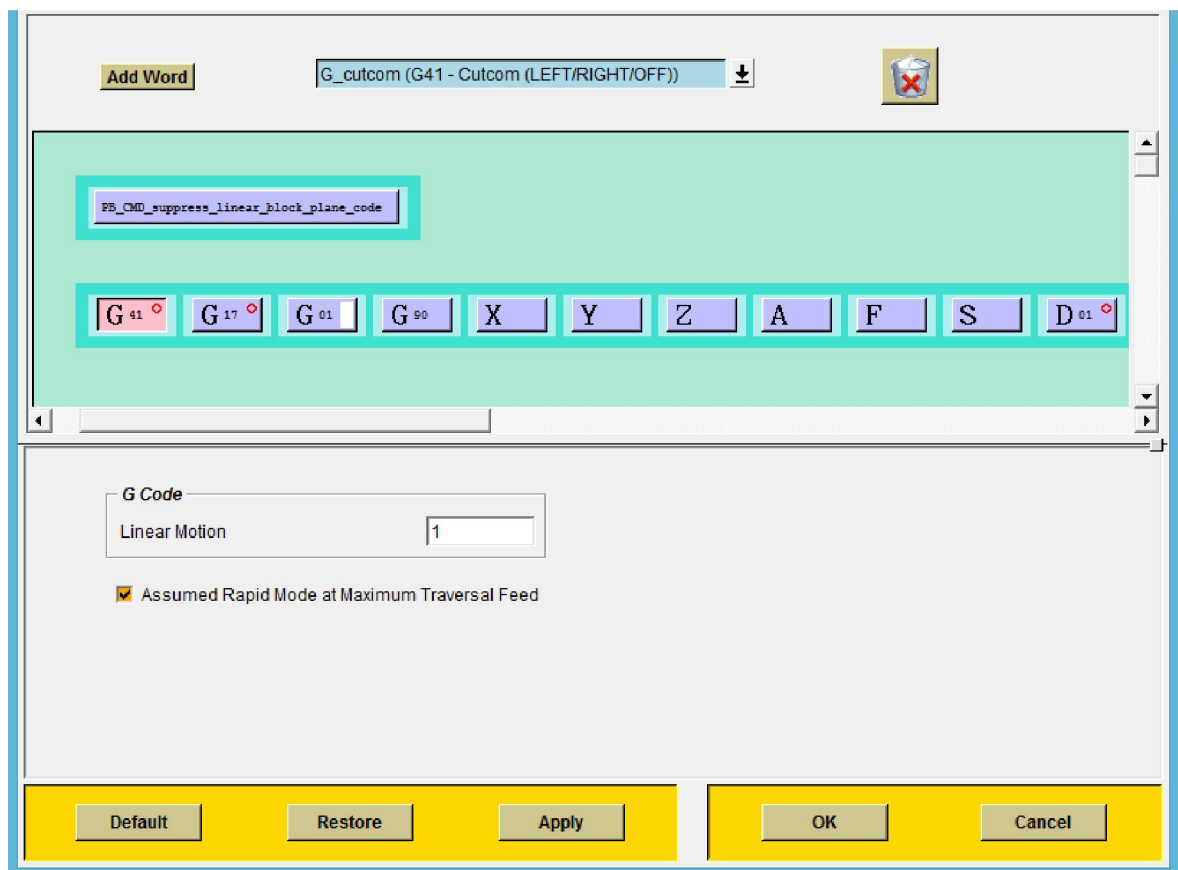 Add Word G_cutcom (G41 - Cutcom (LEFT/RIGHT/OFF))
PB_CMD_suppress_linear_block_plane_code
G 41 G 17 G 01 G 90 X Y Z A F S D 01
G Code
Linear Motion 1
Assumed Rapid Mode at Maximum Traversal Feed
Default Restore Apply OK Cancel